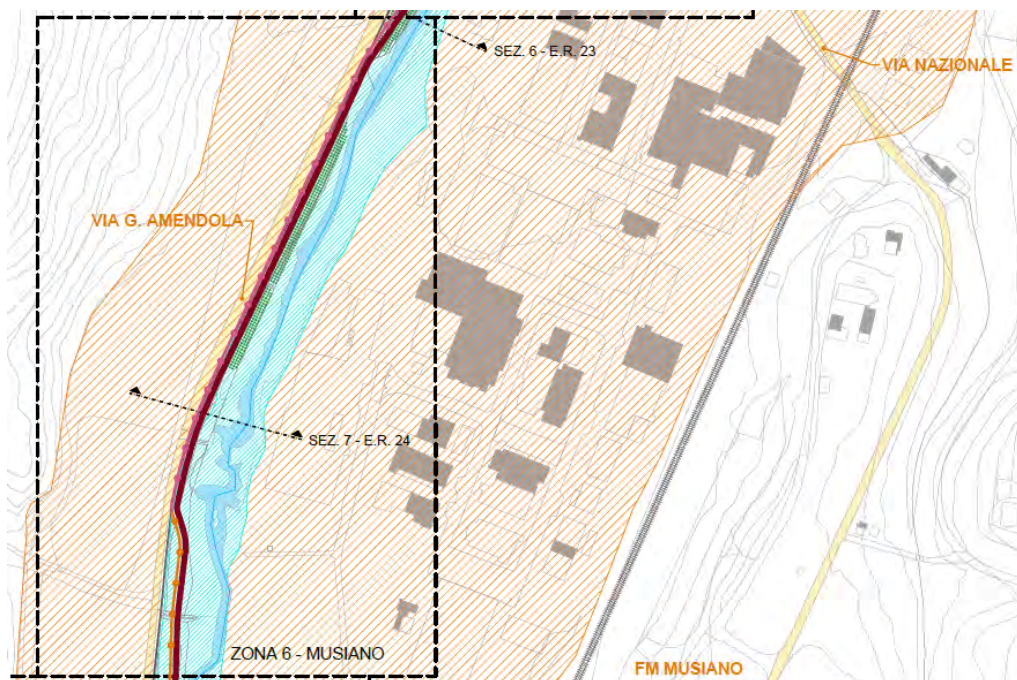 SEZ. 6 - E.R. 23
VIA NAZIONALE
VIA G. AMENDOLA
SEZ. 7 - E.R. 24
ZONA 6 - MUSIANO
FM MUSIANO